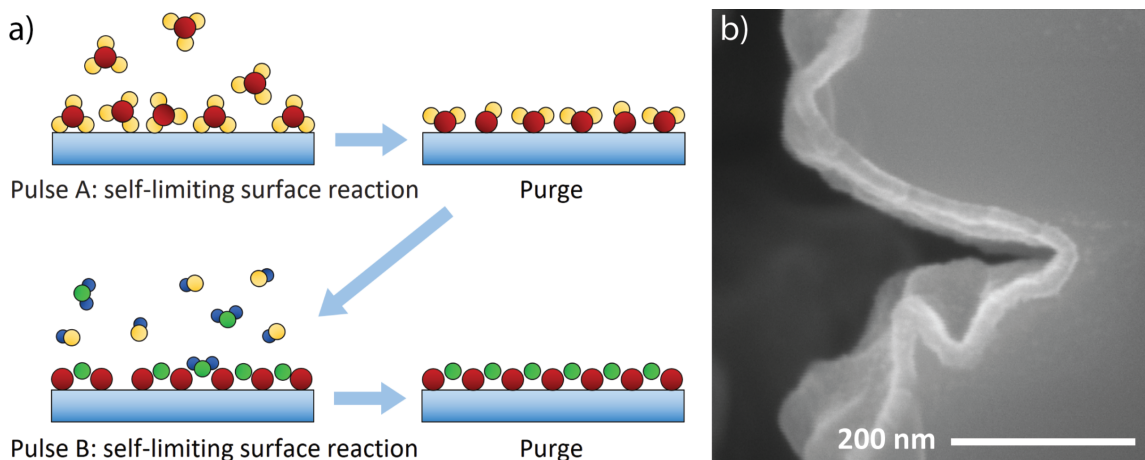 a)
Pulse A: self-limiting surface reaction
Purge
Pulse B: self-limiting surface reaction
Purge
b)
200 nm